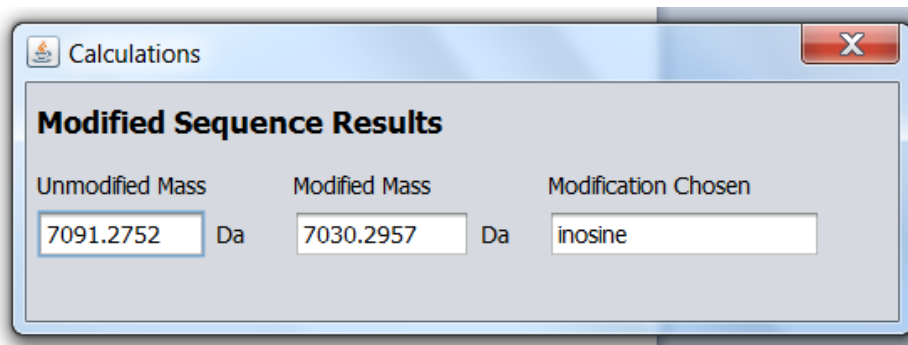 Calculations
Modified Sequence Results
Unmodified Mass Modified Mass Modification Chosen
7091.2752 Da 7030.2957 Da inosine